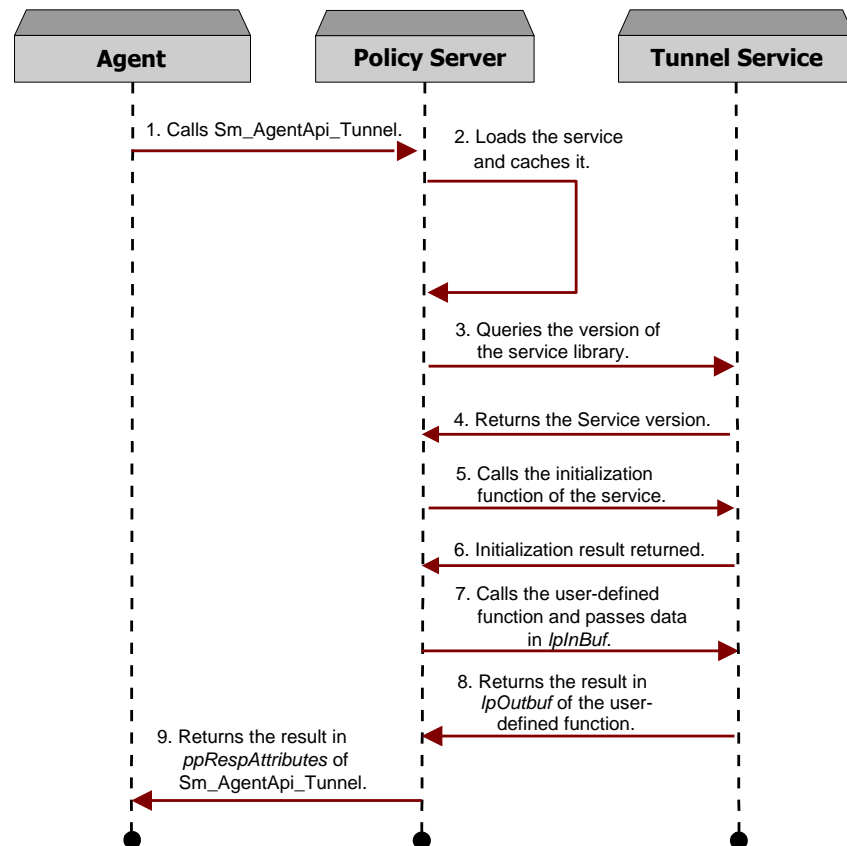 Agent
Policy Server
Tunnel Service
1. Calls Sm_AgentApi_Tunnel.
2. Loads the service
and caches it.
3. Queries the version of
the service library.
4. Returns the Service version.
5. Calls the initialization
function of the service.
6. Initialization result returned.
7. Calls the user-defined
function and passes data
in lpInBuf.
8. Returns the result in
lpOutbuf of the user-
defined function.
9. Returns the result in
ppRespAttributes of
Sm_AgentApi_Tunnel.